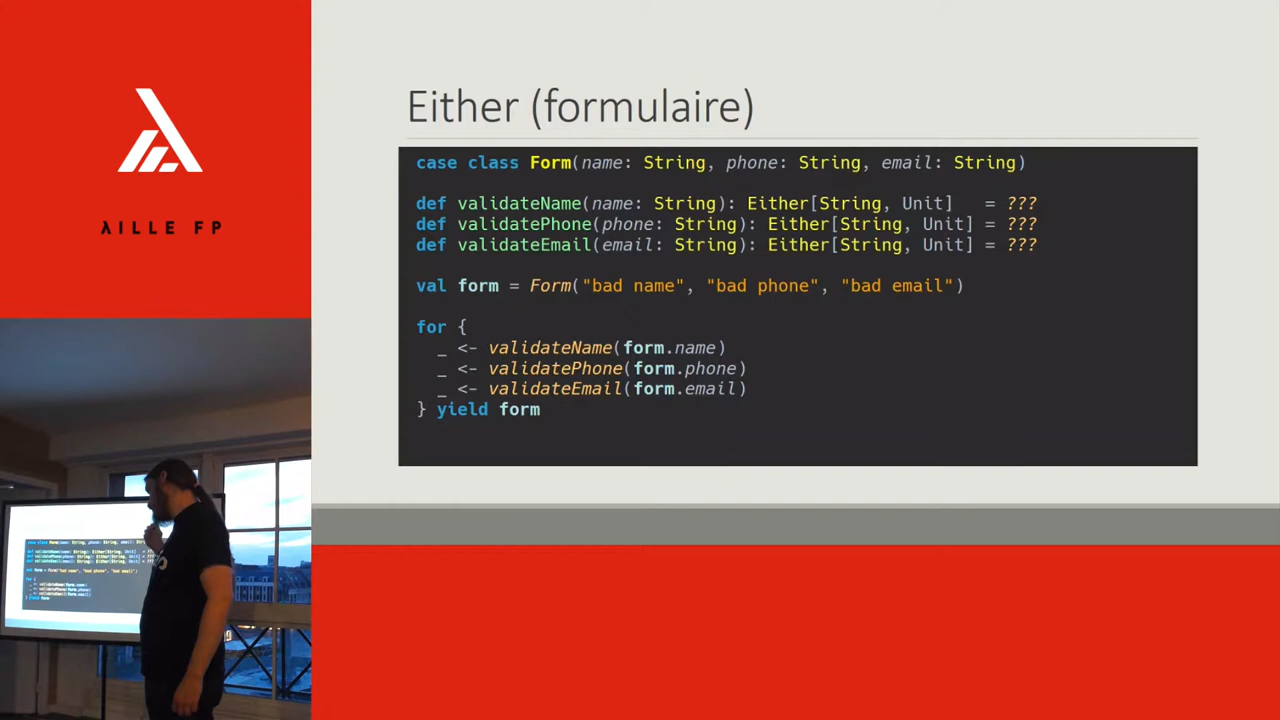 λILLE FP
Either (formulaire)
case class Form(name: String, phone: String, email: String)
def validateName(name: String): Either[String, Unit]   = ???
def validatePhone(phone: String): Either[String, Unit] = ???
def validateEmail(email: String): Either[String, Unit] = ???
val form = Form("bad name", "bad phone", "bad email")
for {
  _ <- validateName(form.name)
  _ <- validatePhone(form.phone)
  _ <- validateEmail(form.email)
} yield form